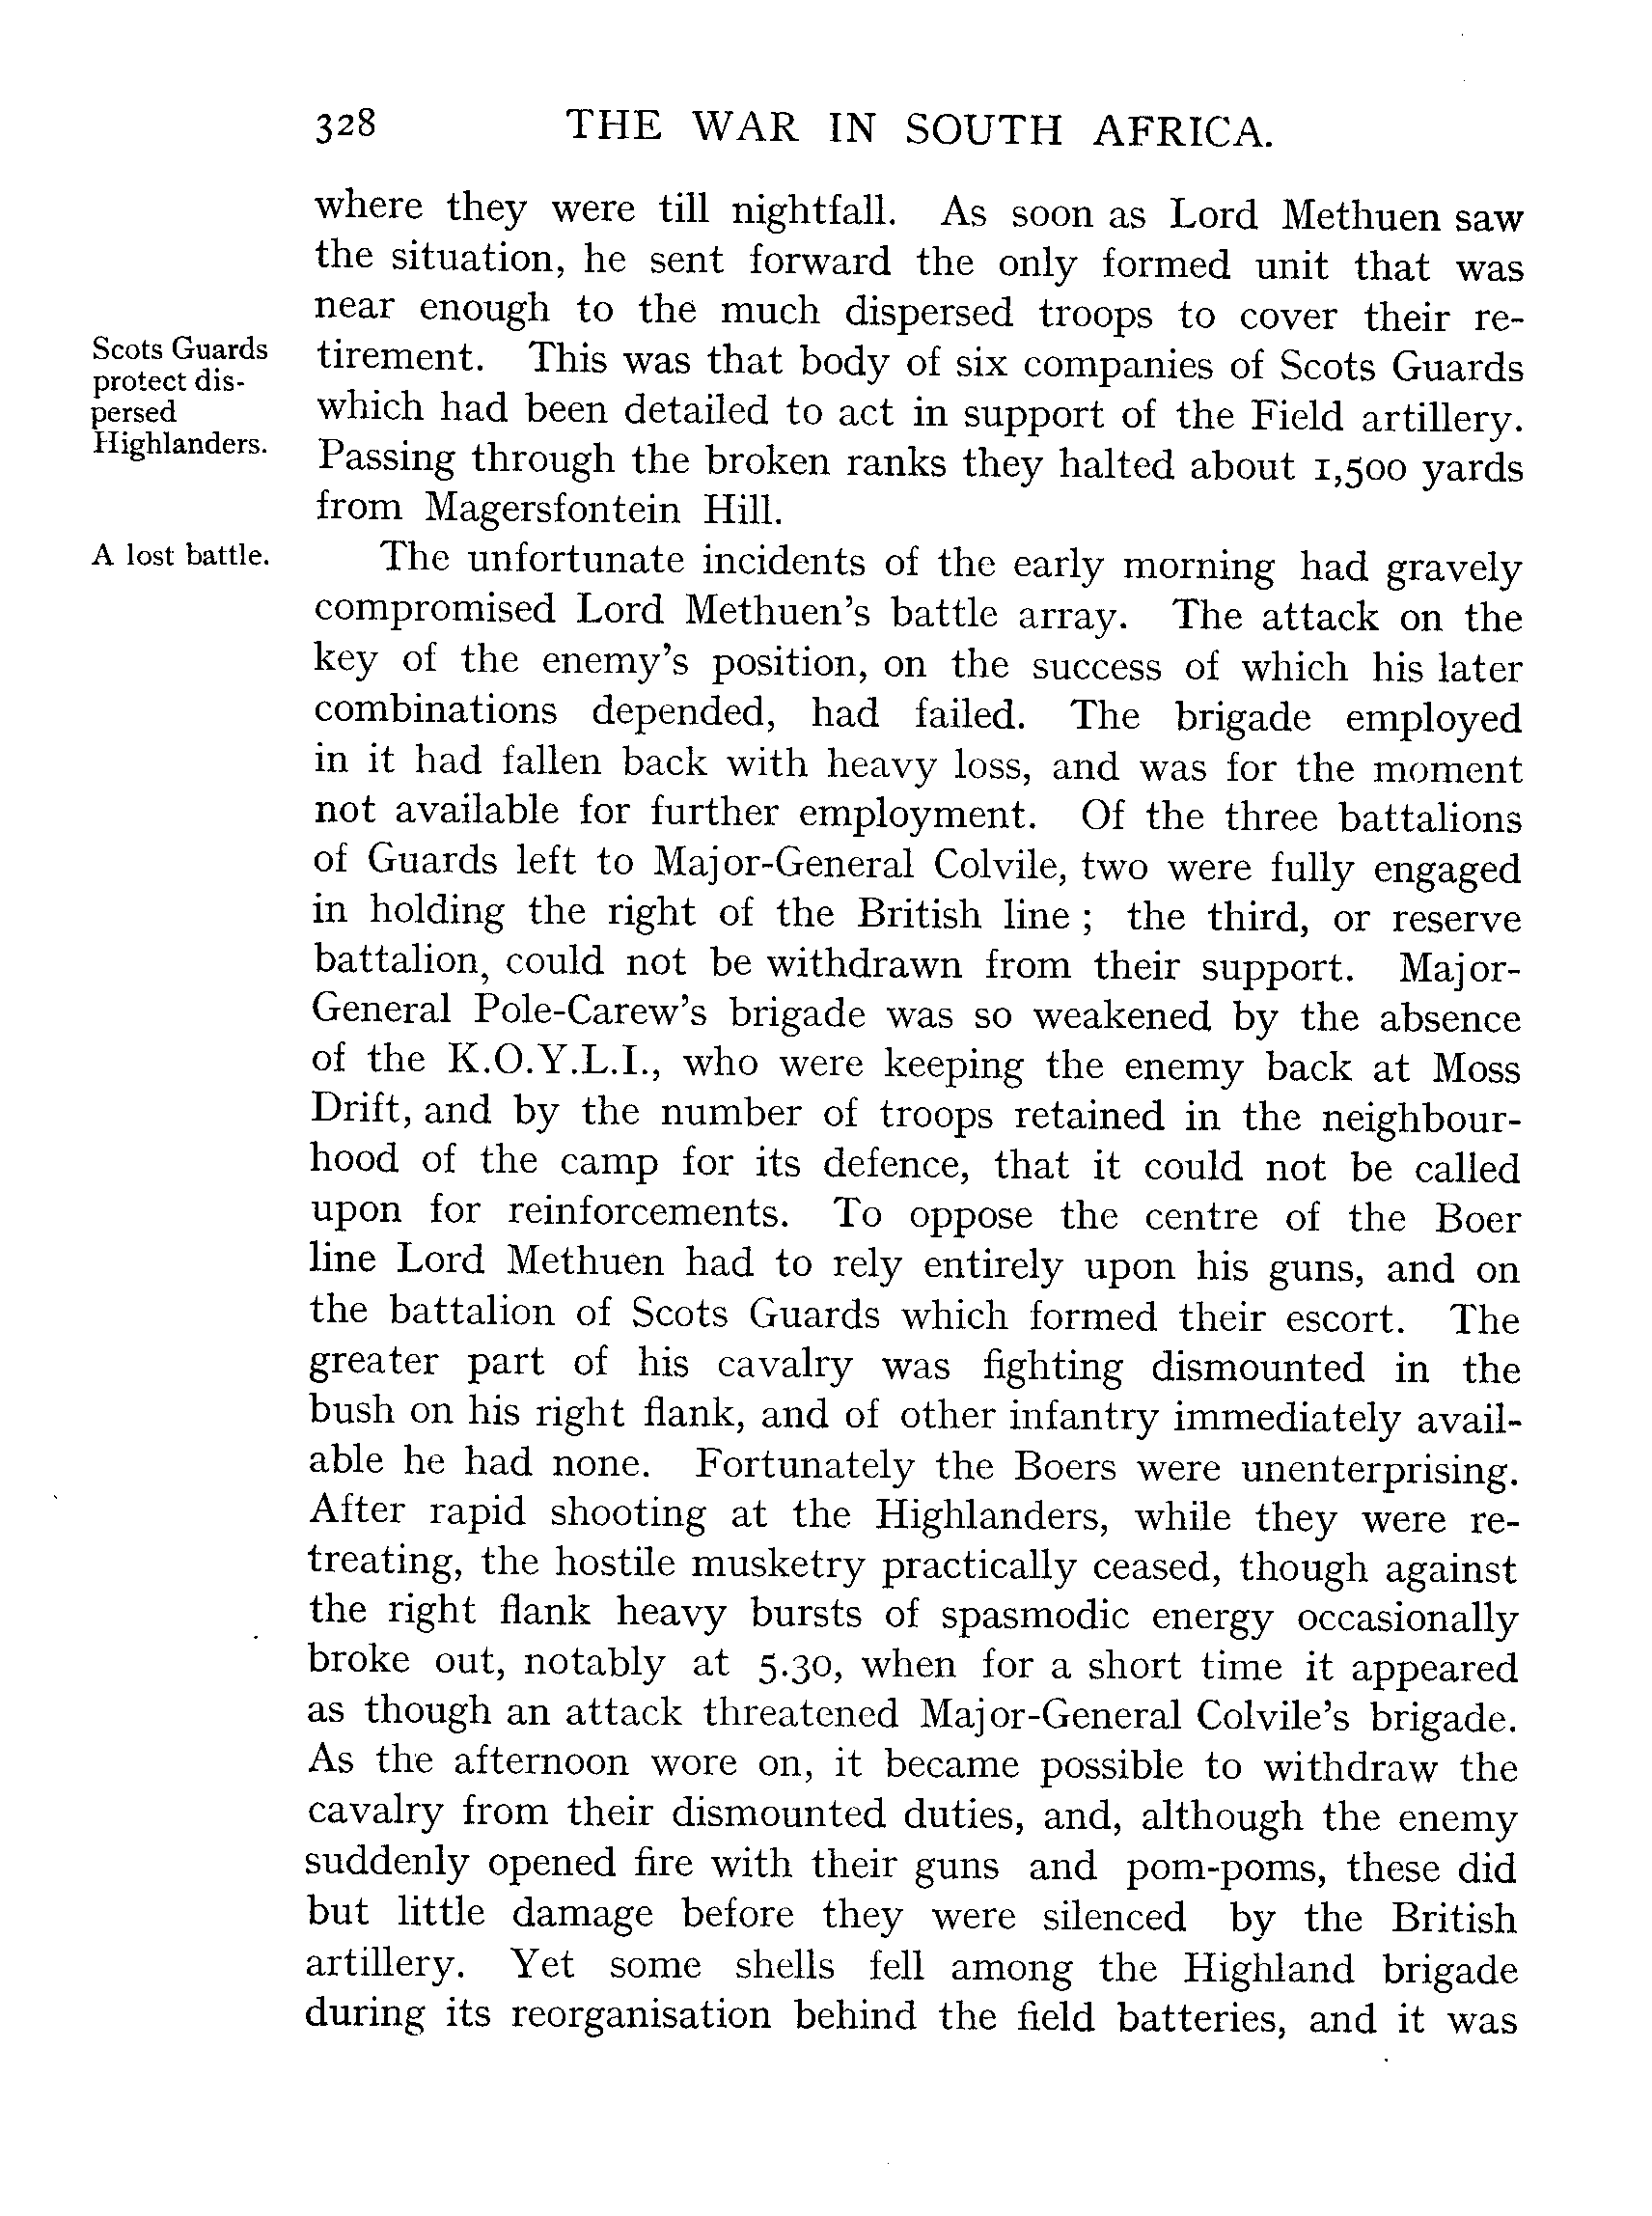 328 THE WAR IN SOUTH AFRICA.
where they were till nightfall. As soon as Lord Methuen saw
the situation, he sent forward the only formed unit that was
near enough to the much dispersed troops to cover their re-
Scots Guards
protect dis-
persed
Highlanders.
tirement. This was that body of six companies of Scots Guards
which had been detailed to act in support of the Field artillery.
Passing through the broken ranks they halted about 1,500 yards
from Magersfontein Hill.
A lost battle.
The unfortunate incidents of the early morning had gravely
compromised Lord Methuen's battle array. The attack on the
key of the enemy's position, on the success of which his later
combinations depended, had failed. The brigade employed
in it had fallen back with heavy loss, and was for the moment
not available for further employment. Of the three battalions
of Guards left to Major-General Colvile, two were fully engaged
in holding the right of the British line ; the third, or reserve
battalion, could not be withdrawn from their support. Major-
General Pole-Carew's brigade was so weakened by the absence
of the K.O.Y.L.I., who were keeping the enemy back at Moss
Drift, and by the number of troops retained in the neighbour-
hood of the camp for its defence, that it could not be called
upon for reinforcements. To oppose the centre of the Boer
line Lord Methuen had to rely entirely upon his guns, and on
the battalion of Scots Guards which formed their escort. The
greater part of his cavalry was fighting dismounted in the
bush on his right flank, and of other infantry immediately avail-
able he had none. Fortunately the Boers were unenterprising.
After rapid shooting at the Highlanders, while they were re-
treating, the hostile musketry practically ceased, though against
the right flank heavy bursts of spasmodic energy occasionally
broke out, notably at 5.30, when for a short time it appeared
as though an attack threatened Major-General Colvile's brigade.
As the afternoon wore on, it became possible to withdraw the
cavalry from their dismounted duties, and, although the enemy
suddenly opened fire with their guns and pom-poms, these did
but little damage before they were silenced by the British
artillery. Yet some shells fell among the Highland brigade
during its reorganisation behind the field batteries, and it was